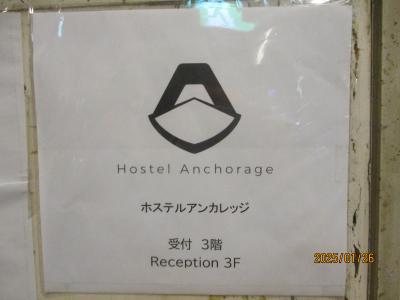 Hostel Anchorage
ホステルアンカレッジ
受付 3階
Reception 3F
2025/01/26